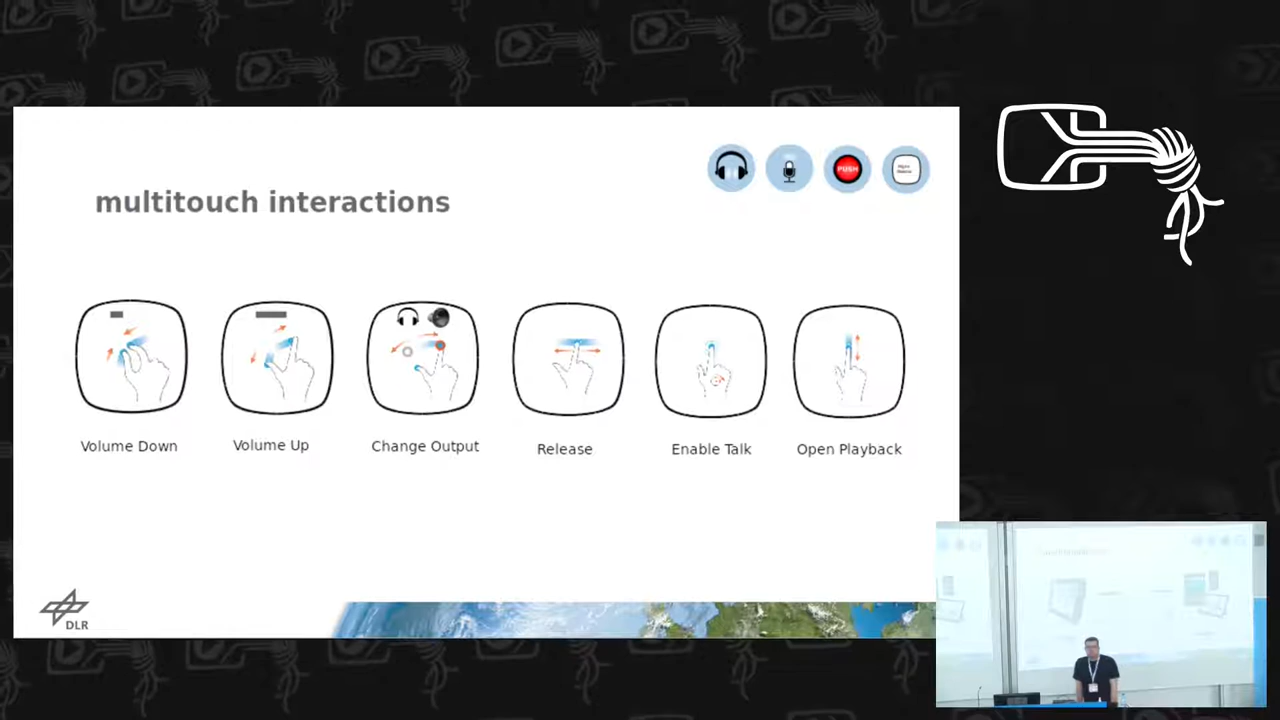 PUSH
multitouch interactions
Volume Down
Volume Up
Change Output
Release
Enable Talk
Open Playback
DLR